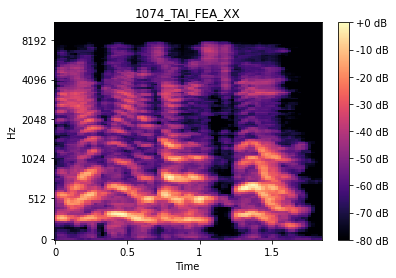 1074_TAI_FEA_XX
+0 dB
8192
-10 dB
-20 dB
4096
-30 dB
2048
-40 dB
Hz
-50 dB
1024
-60 dB
512
-70 dB
0
-80 dB
0
0.5
1
1.5
Time